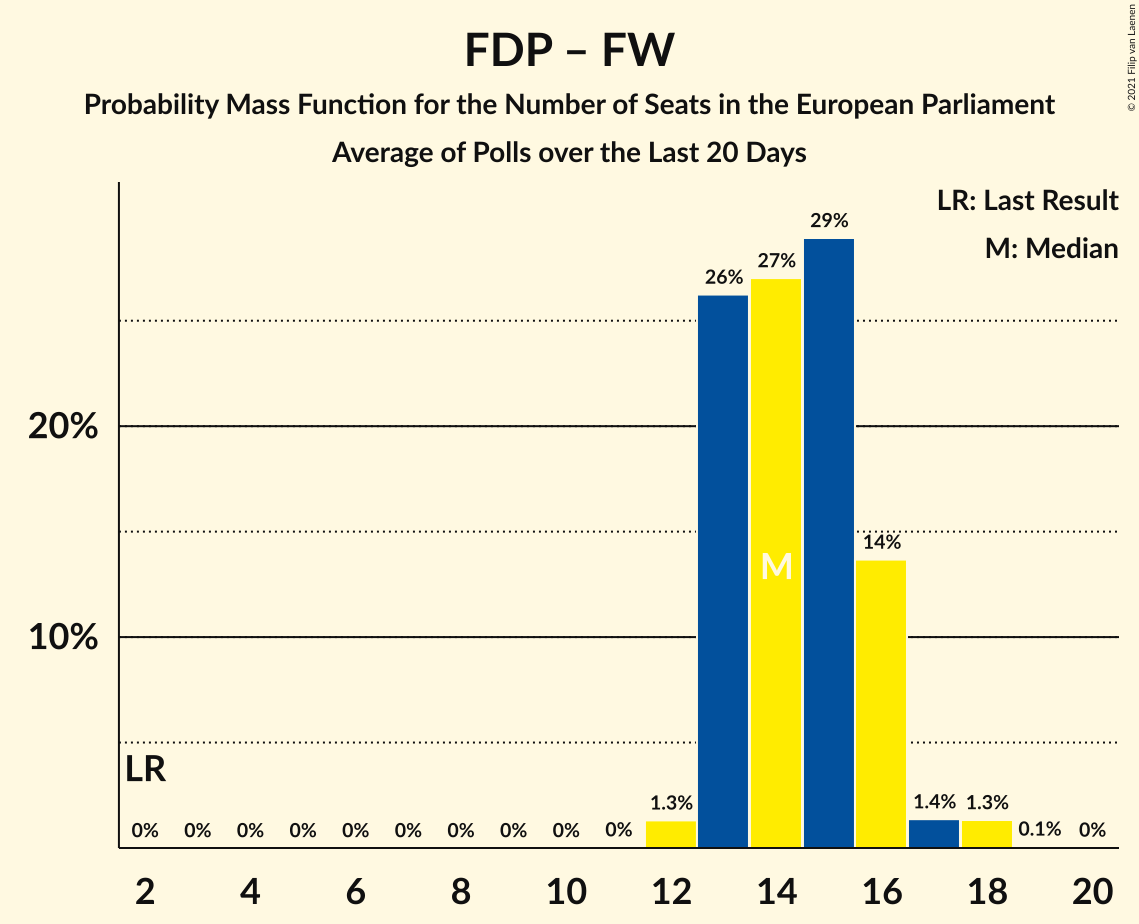 FDP – FW
Probability Mass Function for the Number of Seats in the European Parliament
Average of Polls over the Last 20 Days
© 2021 Filip van Laenen
LR: Last Result
M: Median
20%
10%
LR
0% 0% 0% 0% 0% 0% 0% 0% 0% 0% 1.3% 26% 27% 29% 14% 1.4% 1.3% 0.1% 0%
M
2 4 6 8 10 12 14 16 18 20